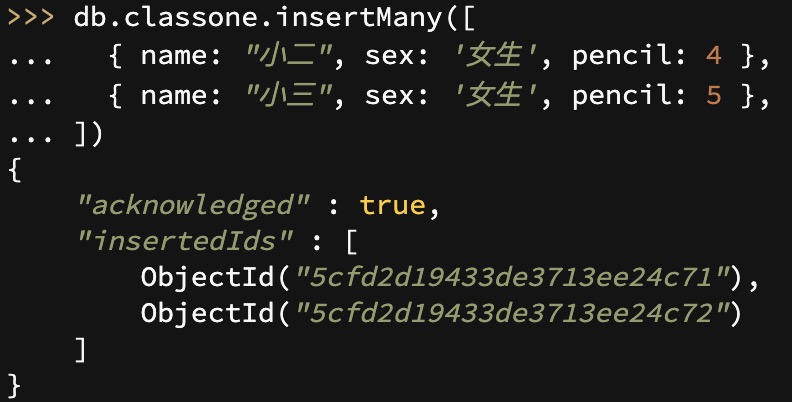 >>> db.classone.insertMany([
...   { name: "小二", sex: '女生', pencil: 4 },
...   { name: "小三", sex: '女生', pencil: 5 },
... ])
{
    "acknowledged" : true,
    "insertedIds" : [
        ObjectId("5cfd2d19433de3713ee24c71"),
        ObjectId("5cfd2d19433de3713ee24c72")
    ]
}